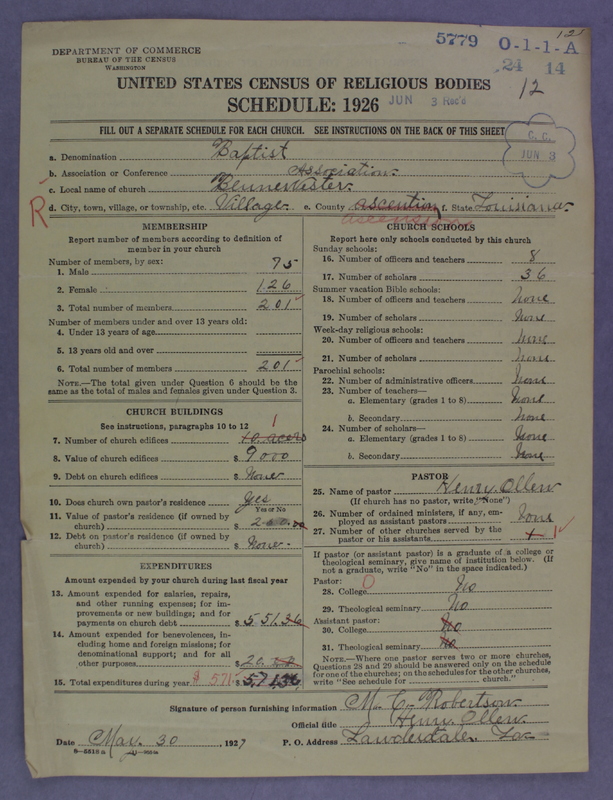 5779 O-1-1-A
24 14
12
DEPARTMENT OF COMMERCE
BUREAU OF THE CENSUS
WASHINGTON
UNITED STATES CENSUS OF RELIGIOUS BODIES
SCHEDULE: 1926
JUN 3 Rec'd
FILL OUT A SEPARATE SCHEDULE FOR EACH CHURCH. SEE INSTRUCTIONS ON THE BACK OF THIS SHEET
C. C.
JUN 3
a. Denomination Baptist
b. Association or Conference Association
c. Local name of church
R
d. City, town, village, or township, etc. Village e. County ascention f. State Louisiana
ascension
MEMBERSHIP
Report number of members according to definition of
member in your church
Number of members, by sex:
1. Male 75
2. Female 126
3. Total number of members 201
Number of members under and over 13 years old:
4. Under 13 years of age
5. 13 years old and over
6. Total number of members 201
NOTE.—The total given under Question 6 should be the
same as the total of males and females given under Question 3.
CHURCH BUILDINGS
See instructions, paragraphs 10 to 12
1
7. Number of church edifices 10 acers
8. Value of church edifices $ 9000
9. Debt on church edifices $ None
10. Does church own pastor's residence? Yes
Yes or No
11. Value of pastor's residence (if owned by
church) $
12. Debt on pastor's residence (if owned by
church) $ None
EXPENDITURES
Amount expended by your church during last fiscal year
13. Amount expended for salaries, repairs,
and other running expenses; for im-
provements or new buildings; and for
payments on church debt $ 551.36
14. Amount expended for benevolences, in-
cluding home and foreign missions; for
denominational support; and for all
other purposes $ 20
15. Total expenditures during year $ 571 571.36
CHURCH SCHOOLS
Report here only schools conducted by this church
Sunday schools:
16. Number of officers and teachers 8
17. Number of scholars 36
Summer vacation Bible schools:
18. Number of officers and teachers None
19. Number of scholars None
Week-day religious schools:
20. Number of officers and teachers None
21. Number of scholars None
Parochial schools:
22. Number of administrative officers None
23. Number of teachers—
a. Elementary (grades 1 to 8) None
b. Secondary None
24. Number of scholars—
a. Elementary (grades 1 to 8) None
b. Secondary None
PASTOR
25. Name of pastor Henry Ollen
(If church has no pastor, write "None")
26. Number of ordained ministers, if any, em-
ployed as assistant pastors None
27. Number of other churches served by the
pastor or his assistants 1
If pastor (or assistant pastor) is a graduate of a college or
theological seminary, give name of institution below. (If
not a graduate, write "No" in the space indicated.)
Pastor: 0
28. College No
29. Theological seminary No
Assistant pastor:
30. College No
31. Theological seminary No
NOTE.—Where one pastor serves two or more churches,
Questions 28 and 29 should be answered only on the schedule
for one of the churches; on the schedules for the other churches,
write "See schedule for church."
Signature of person furnishing information M. C. Robertson
Official title Henry Ollen
Date May 30, 1927 P. O. Address Lauderdale La